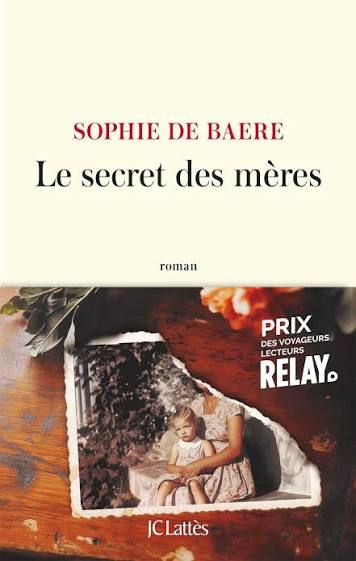 SOPHIE DE BAERE
Le secret des mères
roman
PRIX
DES VOYAGEURS
LECTEURS
RELAY
JC Lattès